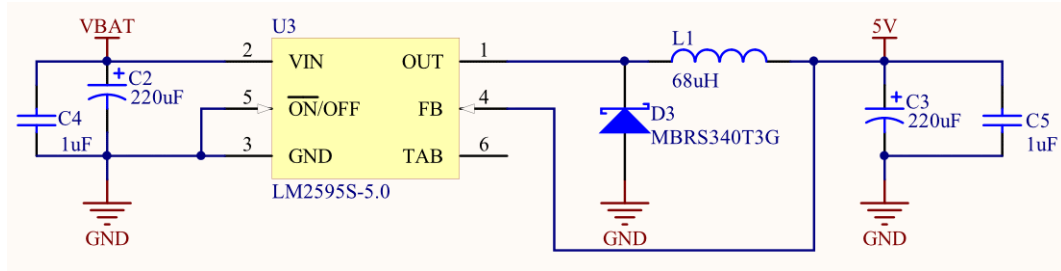 VBAT
U3
L1
5V
2
VIN
OUT
1
C2
220uF
68uH
C4
1uF
5
ON/OFF
FB
4
D3
MBRS340T3G
C3
220uF
C5
1uF
3
GND
TAB
6
LM2595S-5.0
GND
GND
GND